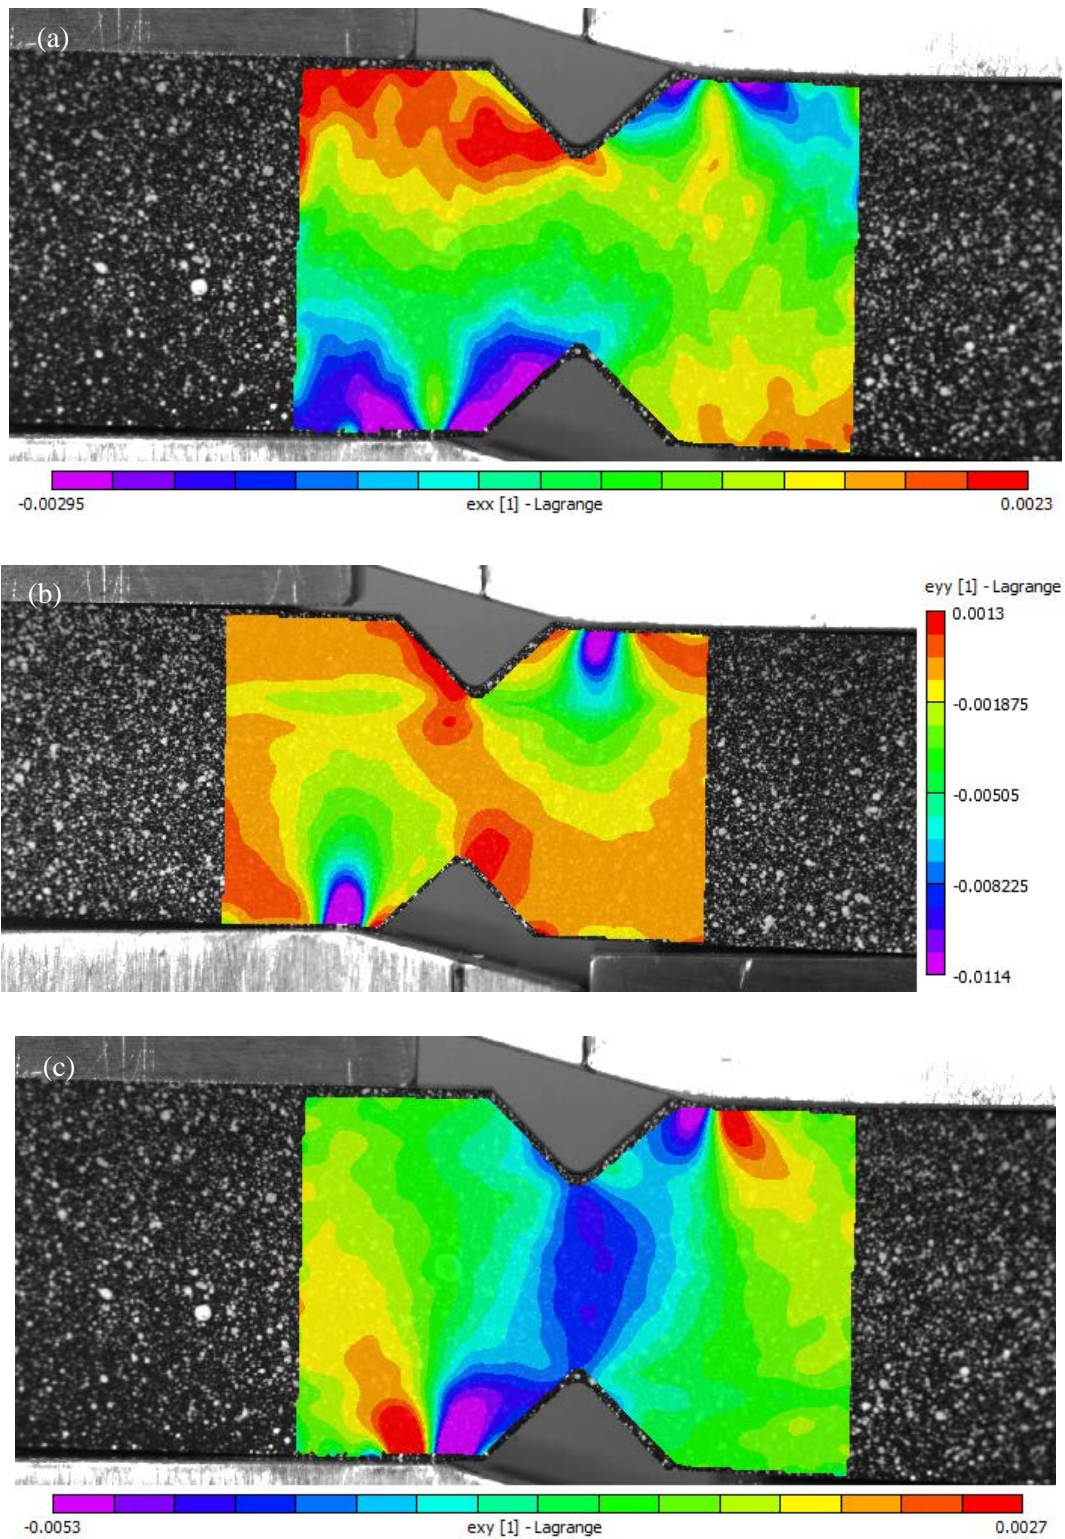 (a)
-0.00295 exx [1] - Lagrange 0.0023
(b)
eyy [1] - Lagrange
0.0013
-0.001875
-0.00505
-0.008225
-0.0114
(c)
-0.0053 exy [1] - Lagrange 0.0027